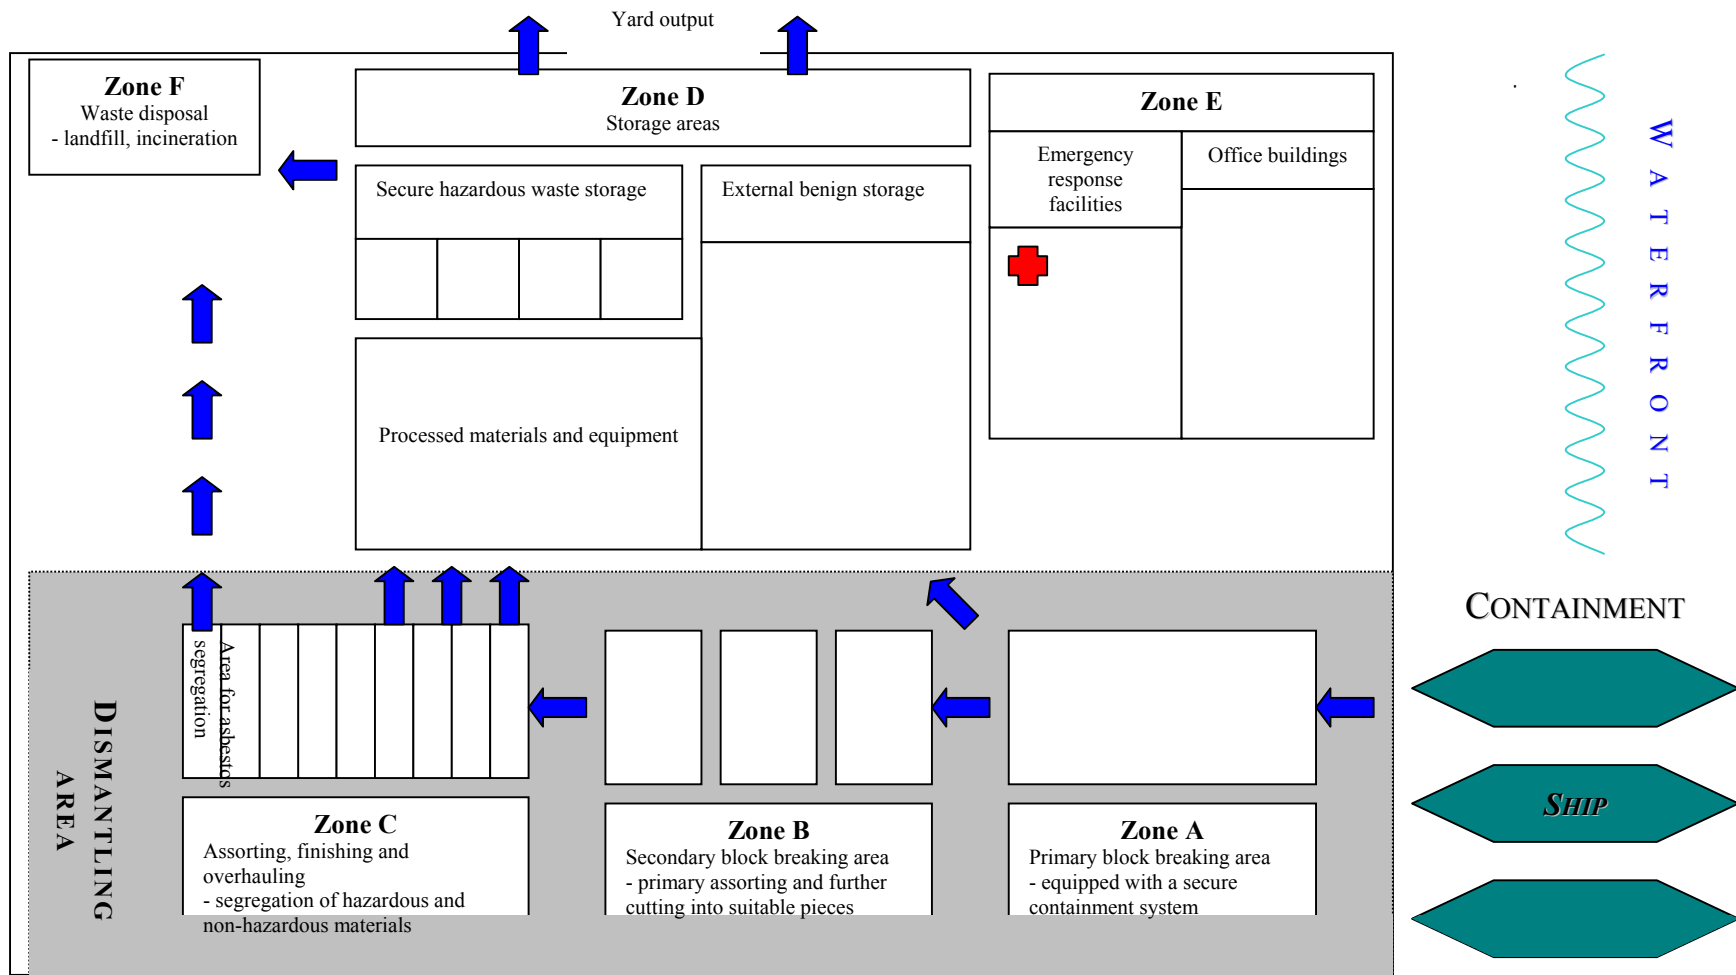 Yard output
Zone F
Waste disposal
- landfill, incineration
Zone D
Storage areas
Zone E
Emergency
response
facilities
Office buildings
Secure hazardous waste storage
External benign storage
Processed materials and equipment
WATERFRONT
CONTAINMENT
SHIP
DISMANTLING
AREA
Area for asbestos
segregation
Zone C
Assorting, finishing and
overhauling
- segregation of hazardous and
non-hazardous materials
Zone B
Secondary block breaking area
- primary assorting and further
cutting into suitable pieces
Zone A
Primary block breaking area
- equipped with a secure
containment system